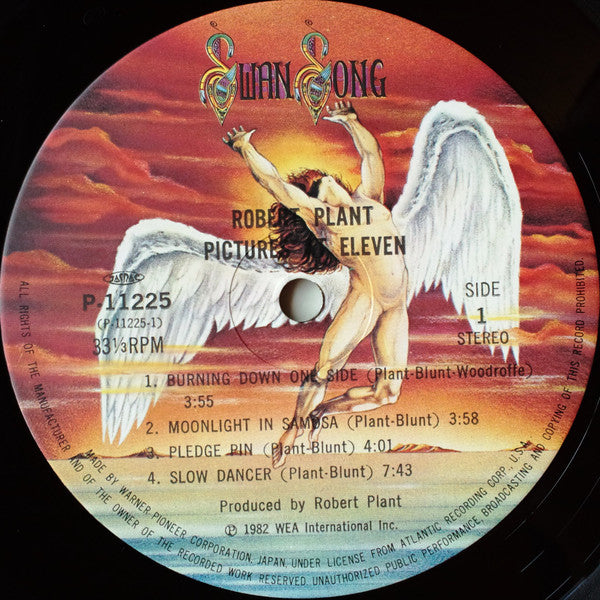 SWAN SONG
ROBERT PLANT
PICTURES AT ELEVEN
JASRAC
P-11225
(P-11225-1)
33⅓RPM
SIDE
1
STEREO
1. BURNING DOWN ONE SIDE (Plant-Blunt-Woodroffe)
3:55
2. MOONLIGHT IN SAMOSA (Plant-Blunt) 3:58
3. PLEDGE PIN (Plant-Blunt) 4:01
4. SLOW DANCER (Plant-Blunt) 7:43
Produced by Robert Plant
℗ 1982 WEA International Inc.
MADE BY WARNER-PIONEER CORPORATION, JAPAN, UNDER LICENSE FROM ATLANTIC RECORDING CORP., U.S.A.
ALL RIGHTS OF THE MANUFACTURER AND OF THE OWNER OF THE RECORDED WORK RESERVED. UNAUTHORIZED PUBLIC PERFORMANCE, BROADCASTING AND COPYING OF THIS RECORD PROHIBITED.